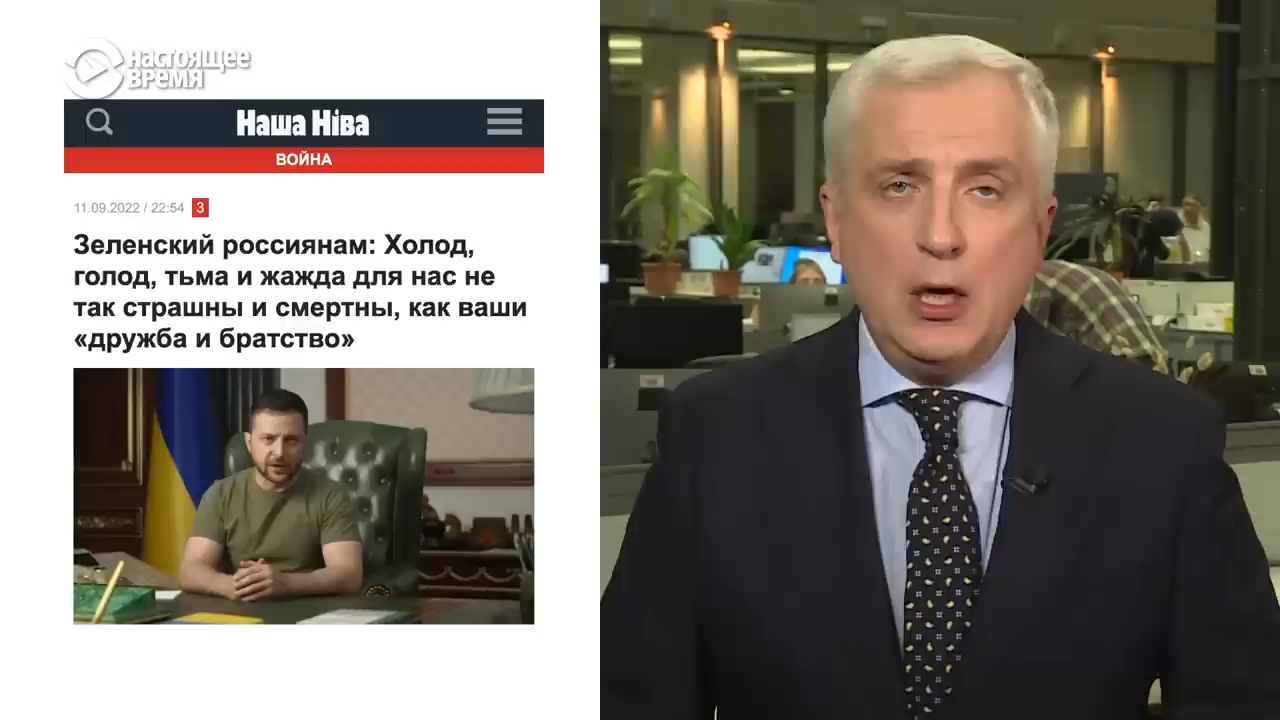 настоящее
время
Наша Ніва
ВОЙНА
11.09.2022 / 22:54 3
Зеленский россиянам: Холод,
голод, тьма и жажда для нас не
так страшны и смертны, как ваши
«дружба и братство»